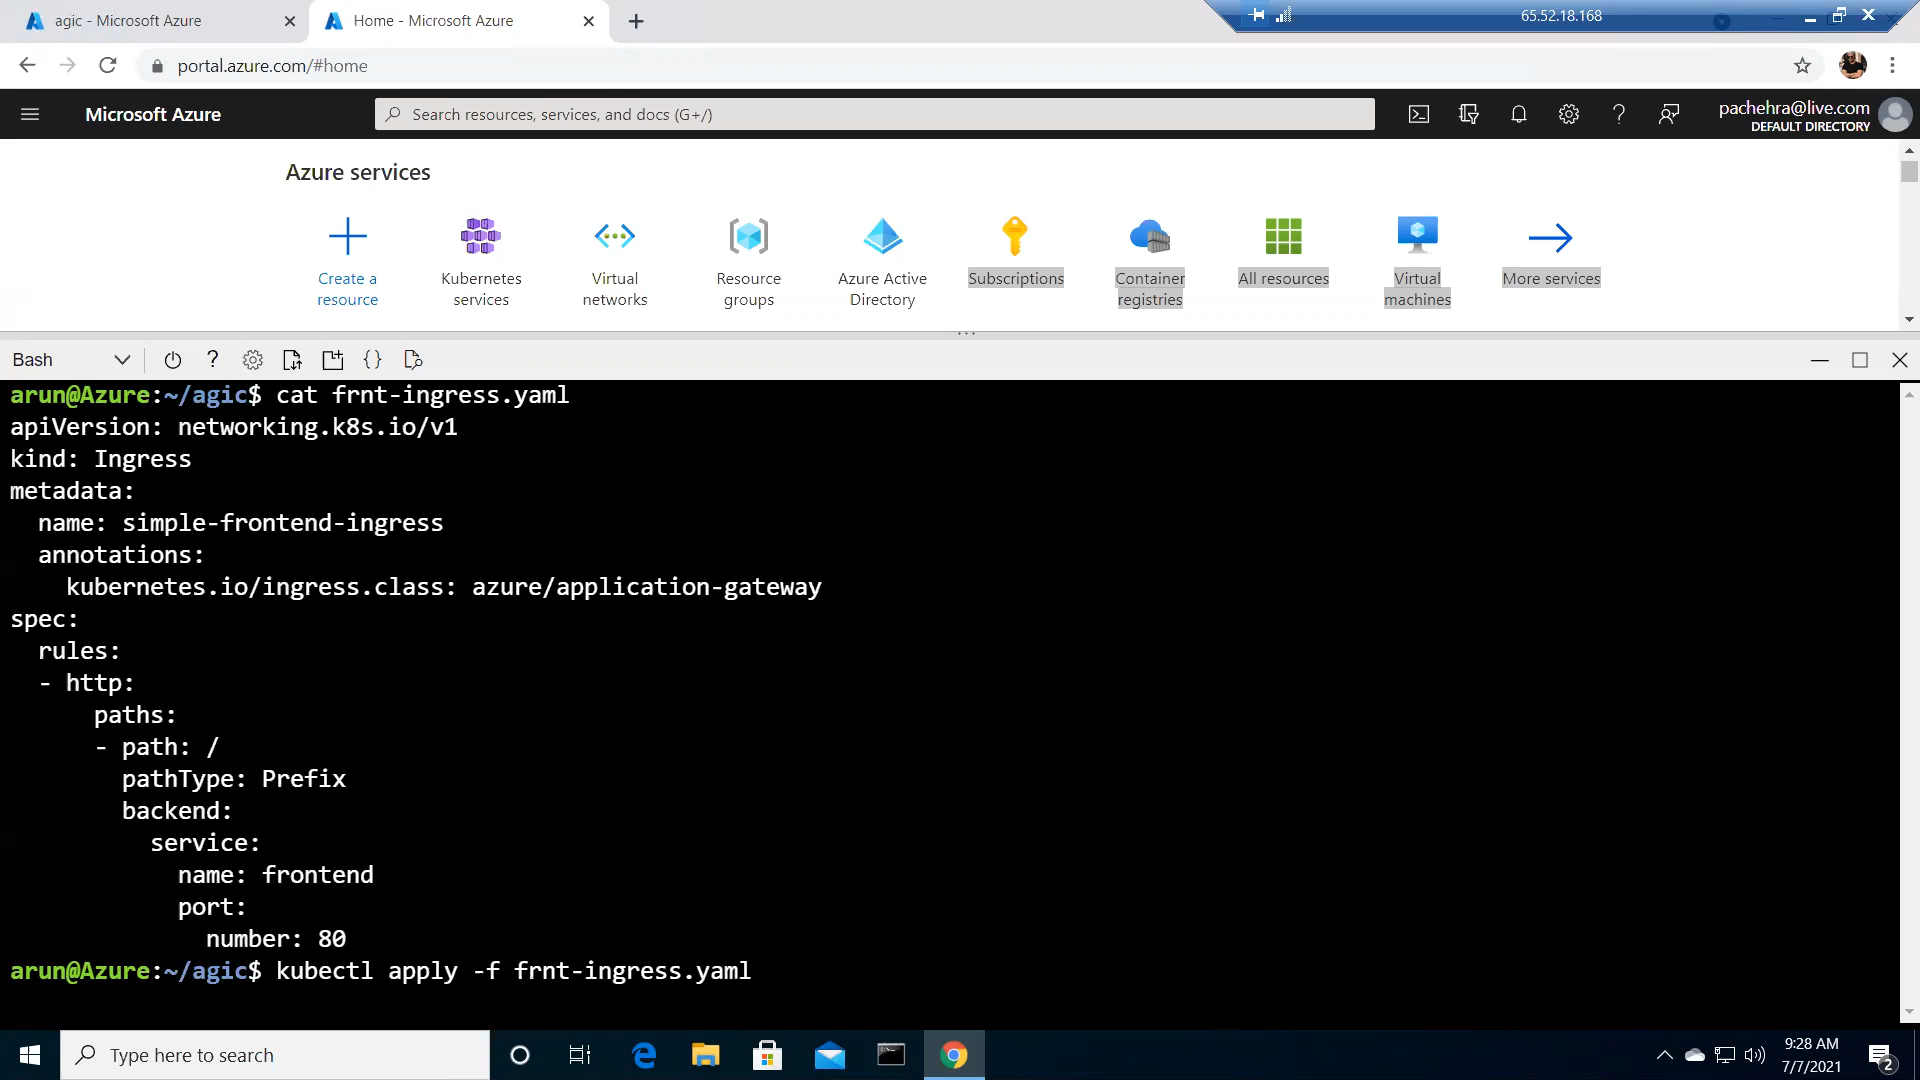 agic - Microsoft Azure
Home - Microsoft Azure
65.52.18.168
portal.azure.com/#home
Microsoft Azure
Search resources, services, and docs (G+/)
pachehra@live.com
DEFAULT DIRECTORY
Azure services
Create a
resource
Kubernetes
services
Virtual
networks
Resource
groups
Azure Active
Directory
Subscriptions
Container
registries
All resources
Virtual
machines
More services
Bash
arun@Azure:~/agic$ cat frnt-ingress.yaml
apiVersion: networking.k8s.io/v1
kind: Ingress
metadata:
  name: simple-frontend-ingress
  annotations:
    kubernetes.io/ingress.class: azure/application-gateway
spec:
  rules:
  - http:
      paths:
      - path: /
        pathType: Prefix
        backend:
          service:
            name: frontend
            port:
              number: 80
arun@Azure:~/agic$ kubectl apply -f frnt-ingress.yaml
Type here to search
9:28 AM
7/7/2021
2